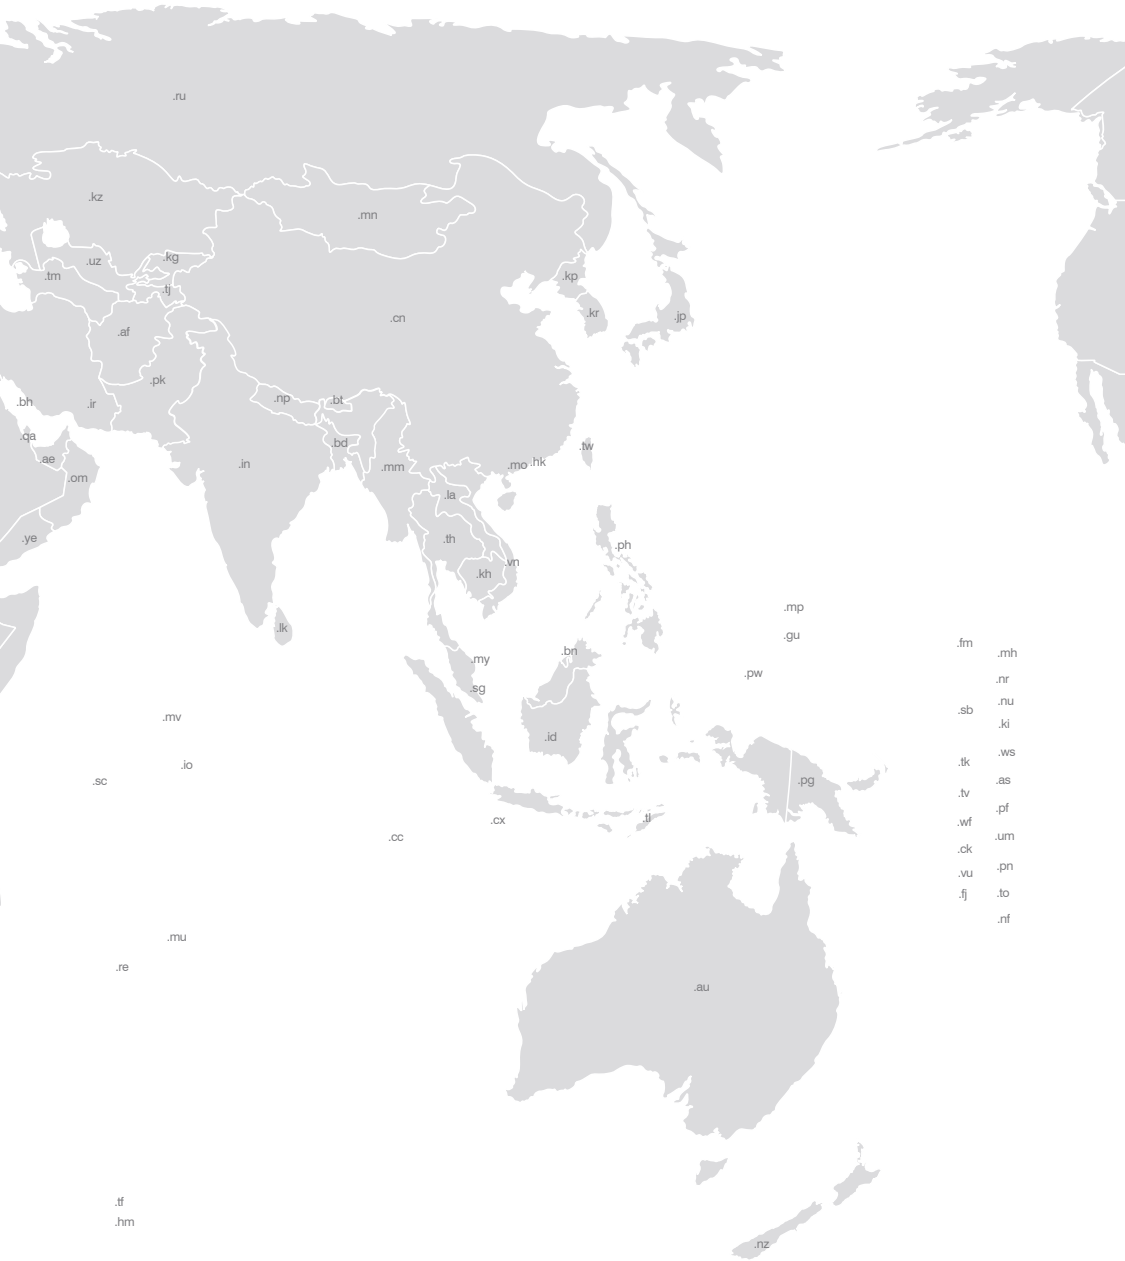 .ru
.kz
.mn
.uz
.kg
.tm
.kp
.tj
.kr
.jp
.cn
.af
.pk
.np
.bt
.bh
.ir
.qa
.bd
.tw
.ae
.in
.mm
.mo
.hk
.om
.la
.ye
.th
.ph
.vn
.kh
.mp
.lk
.gu
.fm
.bn
.mh
.my
.pw
.nr
.sg
.nu
.sb
.mv
.ki
.id
.ws
.tk
.io
.sc
.pg
.as
.tv
.pf
.cx
.tl
.wf
.cc
.um
.ck
.pn
.vu
.fj
.to
.nf
.mu
.re
.au
.tf
.hm
.nz